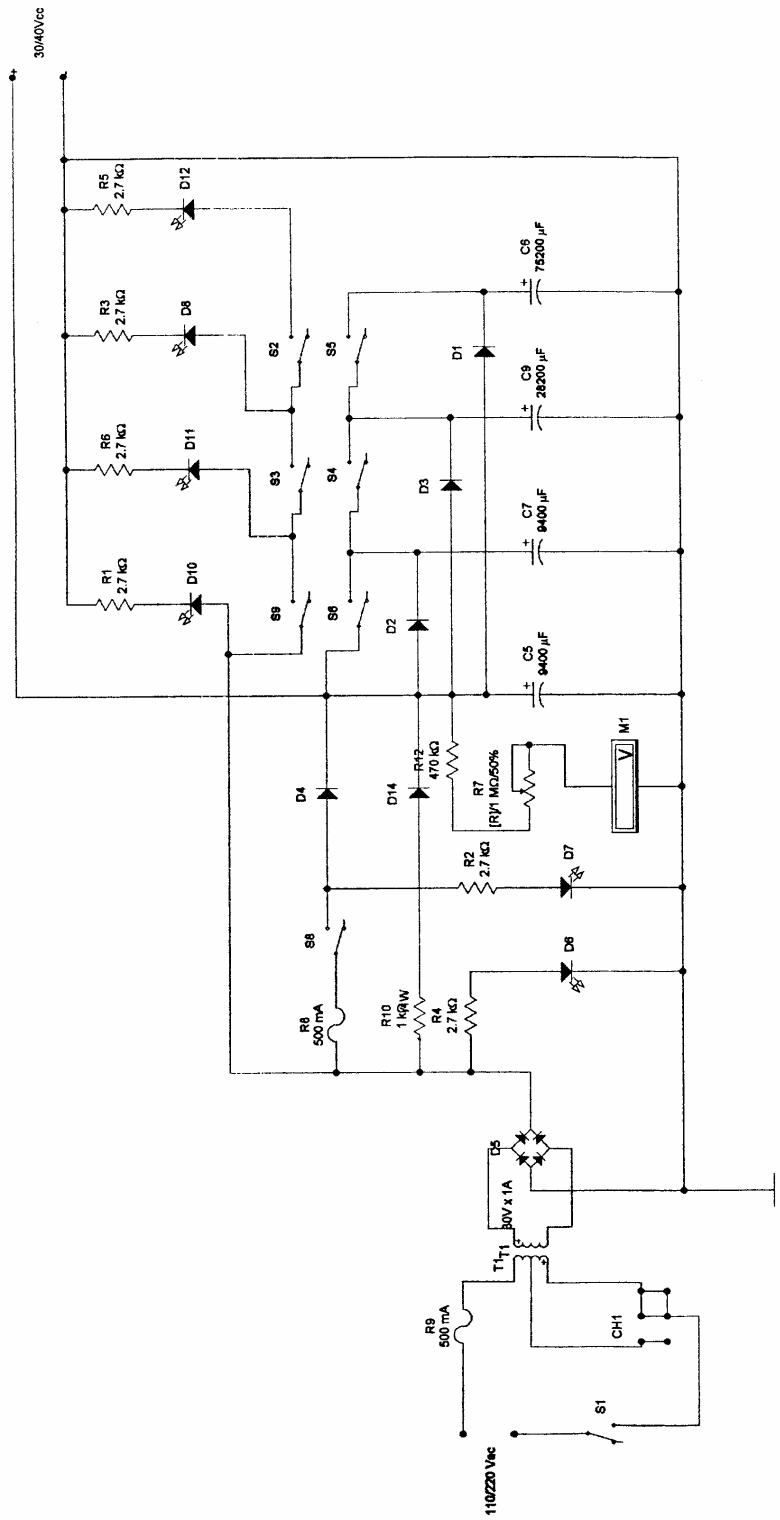 30/40Vcc
+
-
R5
2.7 kΩ
D12
R3
2.7 kΩ
D8
R6
2.7 kΩ
D11
R1
2.7 kΩ
D10
S2
S3
S9
S5
S4
S6
D1
D3
D2
C6
+
75200 µF
C9
+
28200 µF
C7
+
9400 µF
C5
+
9400 µF
D4
D14
R12
470 kΩ
R7
[R]/1 MΩ/50%
M1
V
R2
2.7 kΩ
D7
S8
D6
R8
500 mA
R10
R4
2.7 kΩ
D5
30V x 1A
T1
T1
R9
500 mA
CH1
S1
110/220 Vac